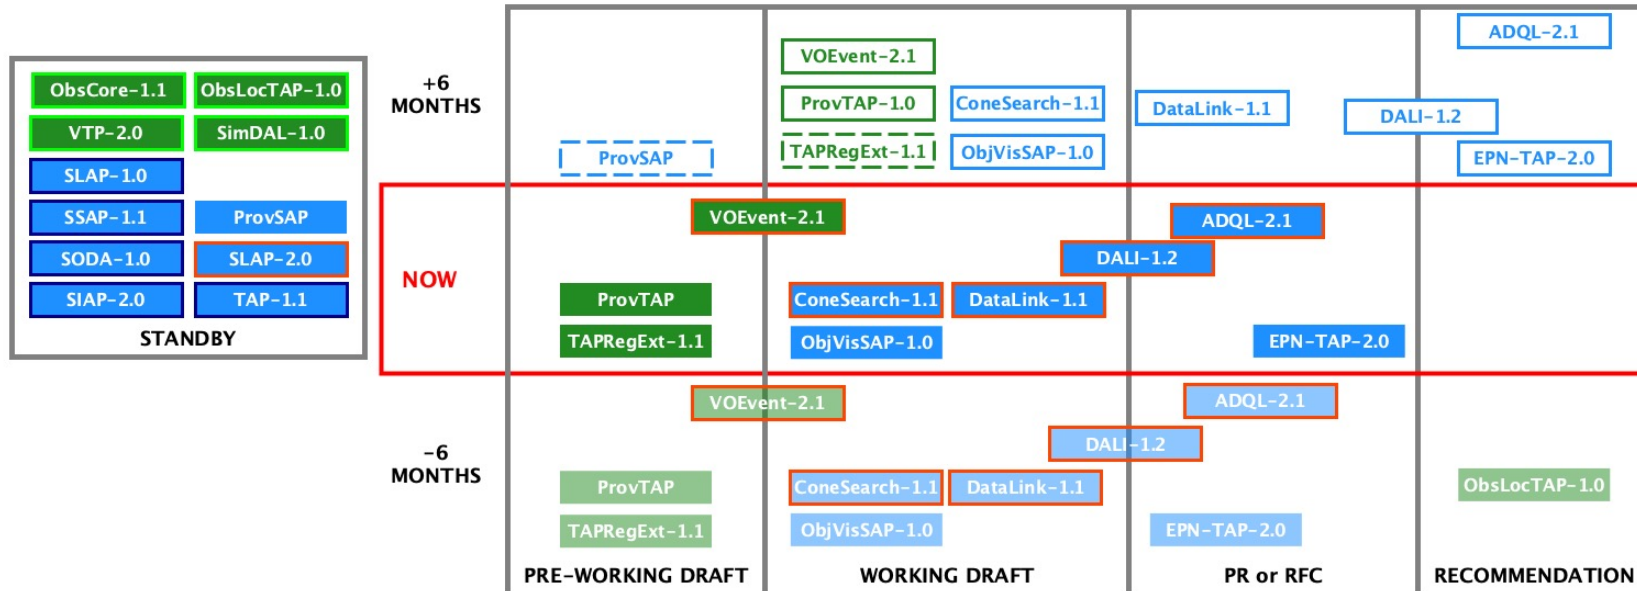 ObsCore-1.1
ObsLocTAP-1.0
VTP-2.0
SimDAL-1.0
SLAP-1.0
SSAP-1.1
ProvSAP
SODA-1.0
SLAP-2.0
SIAP-2.0
TAP-1.1
STANDBY
+6
MONTHS
ADQL-2.1
VOEvent-2.1
ProvTAP-1.0
ConeSearch-1.1
DataLink-1.1
DALI-1.2
ProvSAP
TAPRegExt-1.1
ObjVisSAP-1.0
EPN-TAP-2.0
NOW
VOEvent-2.1
ADQL-2.1
DALI-1.2
ProvTAP
ConeSearch-1.1
DataLink-1.1
TAPRegExt-1.1
ObjVisSAP-1.0
EPN-TAP-2.0
-6
MONTHS
VOEvent-2.1
ADQL-2.1
DALI-1.2
ProvTAP
ConeSearch-1.1
DataLink-1.1
ObsLocTAP-1.0
TAPRegExt-1.1
ObjVisSAP-1.0
EPN-TAP-2.0
PRE-WORKING DRAFT
WORKING DRAFT
PR or RFC
RECOMMENDATION